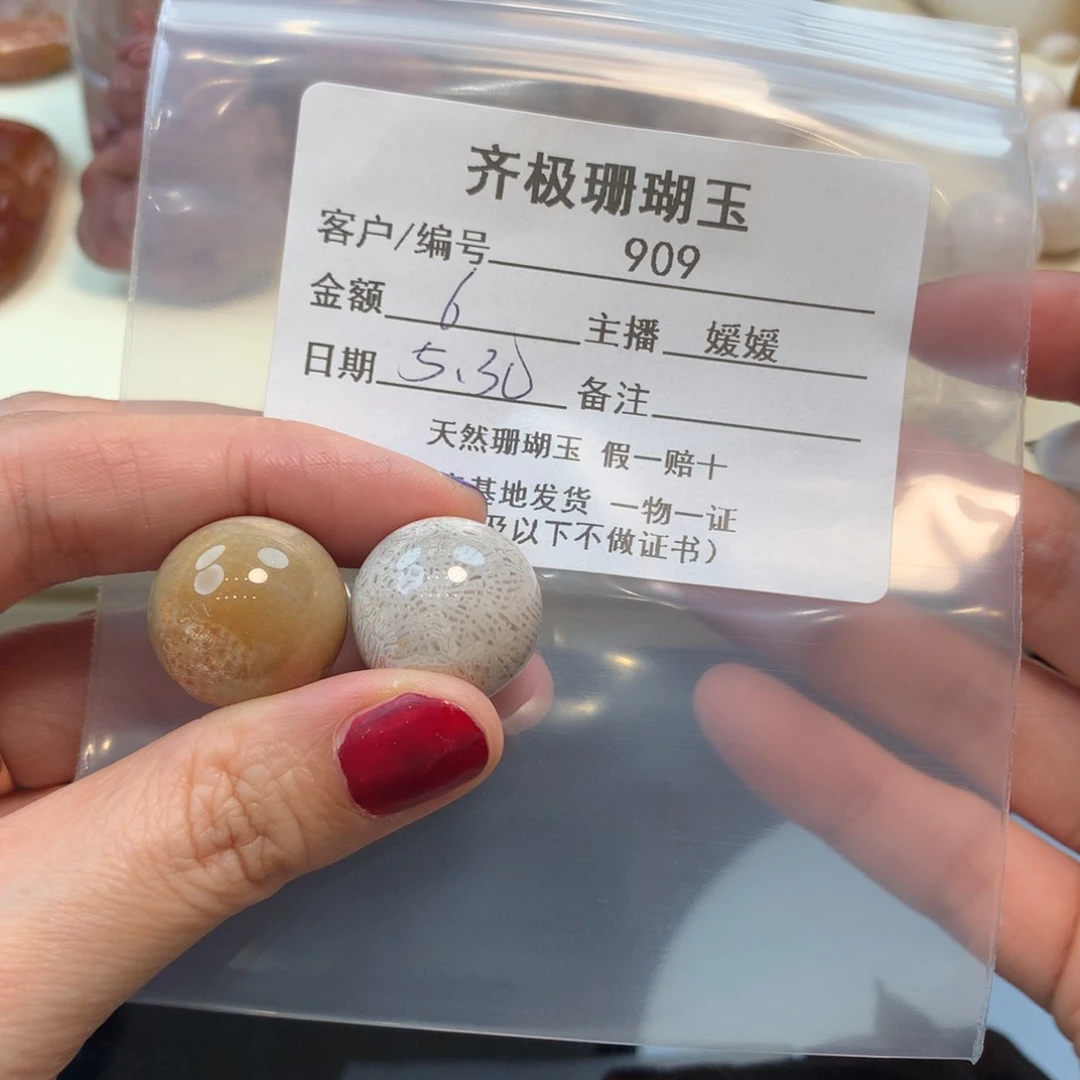 齐极珊瑚玉
客户/编号 909
金额 6 主播 媛媛
日期 5.30 备注
天然珊瑚玉 假一赔十
基地发货 一物一证
及以下不做证书）